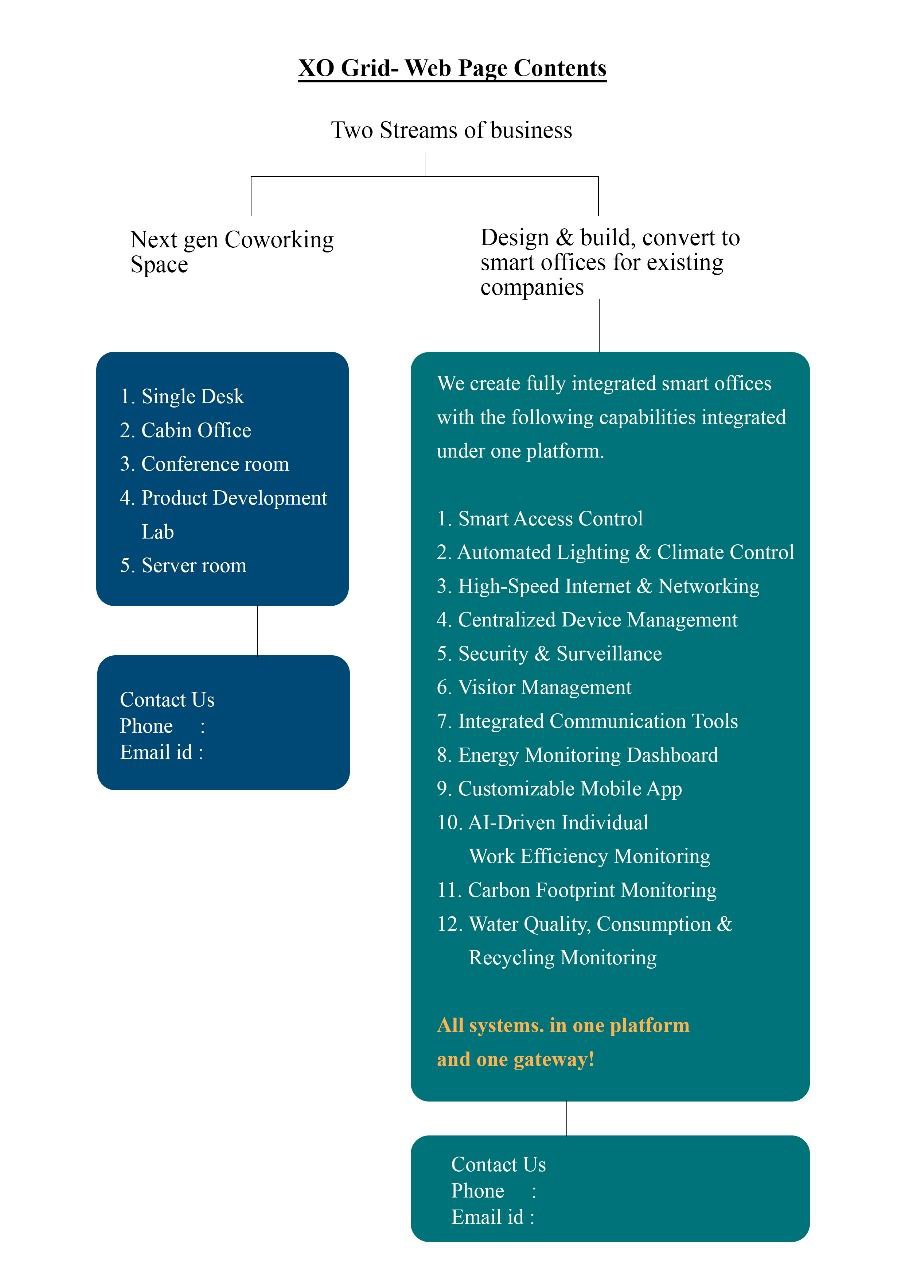 XO Grid- Web Page Contents
Two Streams of business
Next gen Coworking
Space
1. Single Desk
2. Cabin Office
3. Conference room
4. Product Development
Lab
5. Server room
Contact Us
Phone :
Email id :
Design & build, convert to
smart offices for existing
companies
We create fully integrated smart offices
with the following capabilities integrated
under one platform.
1. Smart Access Control
2. Automated Lighting & Climate Control
3. High-Speed Internet & Networking
4. Centralized Device Management
5. Security & Surveillance
6. Visitor Management
7. Integrated Communication Tools
8. Energy Monitoring Dashboard
9. Customizable Mobile App
10. AI-Driven Individual
Work Efficiency Monitoring
11. Carbon Footprint Monitoring
12. Water Quality, Consumption &
Recycling Monitoring
All systems. in one platform
and one gateway!
Contact Us
Phone :
Email id :